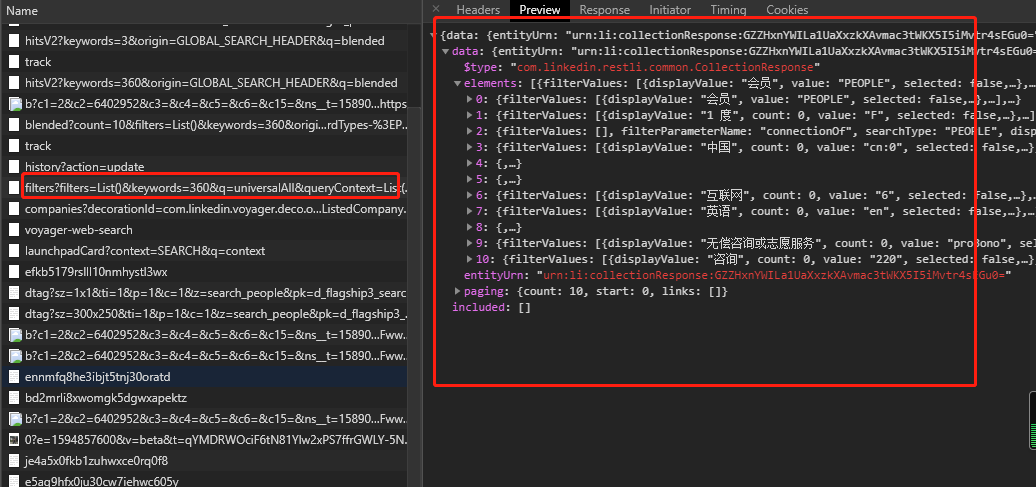 Name
hitsV2?keywords=3&origin=GLOBAL_SEARCH_HEADER&q=blended
track
hitsV2?keywords=360&origin=GLOBAL_SEARCH_HEADER&q=blended
b?c1=2&c2=6402952&c3=&c4=&c5=&c6=&c15=&ns__t=15890...https
blended?count=10&filters=List()&keywords=360&origi...rdTypes-%3EP...
track
history?action=update
filters?filters=List()&keywords=360&q=universalAll&queryContext=List(...
companies?decorationId=com.linkedin.voyager.deco.o...ListedCompany...
voyager-web-search
launchpadCard?context=SEARCH&q=context
efkb5179rslll10nmhystl3wx
dtag?sz=1x1&ti=1&p=1&c=1&z=search_people&pk=d_flagship3_searc
dtag?sz=300x250&ti=1&p=1&c=1&z=search_people&pk=d_flagship3_
b?c1=2&c2=6402952&c3=&c4=&c5=&c6=&c15=&ns__t=15890...Fww...
b?c1=2&c2=6402952&c3=&c4=&c5=&c6=&c15=&ns__t=15890...Fww...
ennmfq8he3ibjt5tnj30oratd
bd2mrli8xwomgk5dgwxapektz
b?c1=2&c2=6402952&c3=&c4=&c5=&c6=&c15=&ns__t=15890...Fww...
0?e=1594857600&v=beta&t=qYMDRWOciF6tN81Ylw2xPS7ffrGWLY-5N...
je4a5x0fkb1zuhwxce0rq0f8
e5ag9hfx0ju30cw7iehwc605y
× Headers Preview Response Initiator Timing Cookies
{data: {entityUrn: "urn:li:collectionResponse:GZZHxnYWILa1UaXxzkXAvmac3tWKX5I5iMvtr4sEGu0="
data: {entityUrn: "urn:li:collectionResponse:GZZHxnYWILa1UaXxzkXAvmac3tWKX5I5iMvtr4sEGu0=",
$type: "com.linkedin.restli.common.CollectionResponse"
elements: [{filterValues: [{displayValue: "会员", value: "PEOPLE", selected: false,…},…
0: {filterValues: [{displayValue: "会员", value: "PEOPLE", selected: false,…},…],…}
1: {filterValues: [{displayValue: "1 度", count: 0, value: "F", selected: false,…},…]
2: {filterValues: [], filterParameterName: "connectionOf", searchType: "PEOPLE", disp
3: {filterValues: [{displayValue: "中国", count: 0, value: "cn:0", selected: false,…}
4: {,…}
5: {,…}
6: {filterValues: [{displayValue: "互联网", count: 0, value: "6", selected: false,…},…
7: {filterValues: [{displayValue: "英语", count: 0, value: "en", selected: false,…},…
8: {,…}
9: {filterValues: [{displayValue: "无偿咨询或志愿服务", count: 0, value: "proBono", selected
10: {filterValues: [{displayValue: "咨询", count: 0, value: "220", selected: false,…},
entityUrn: "urn:li:collectionResponse:GZZHxnYWILa1UaXxzkXAvmac3tWKX5I5iMvtr4sEGu0="
paging: {count: 10, start: 0, links: []}
included: []